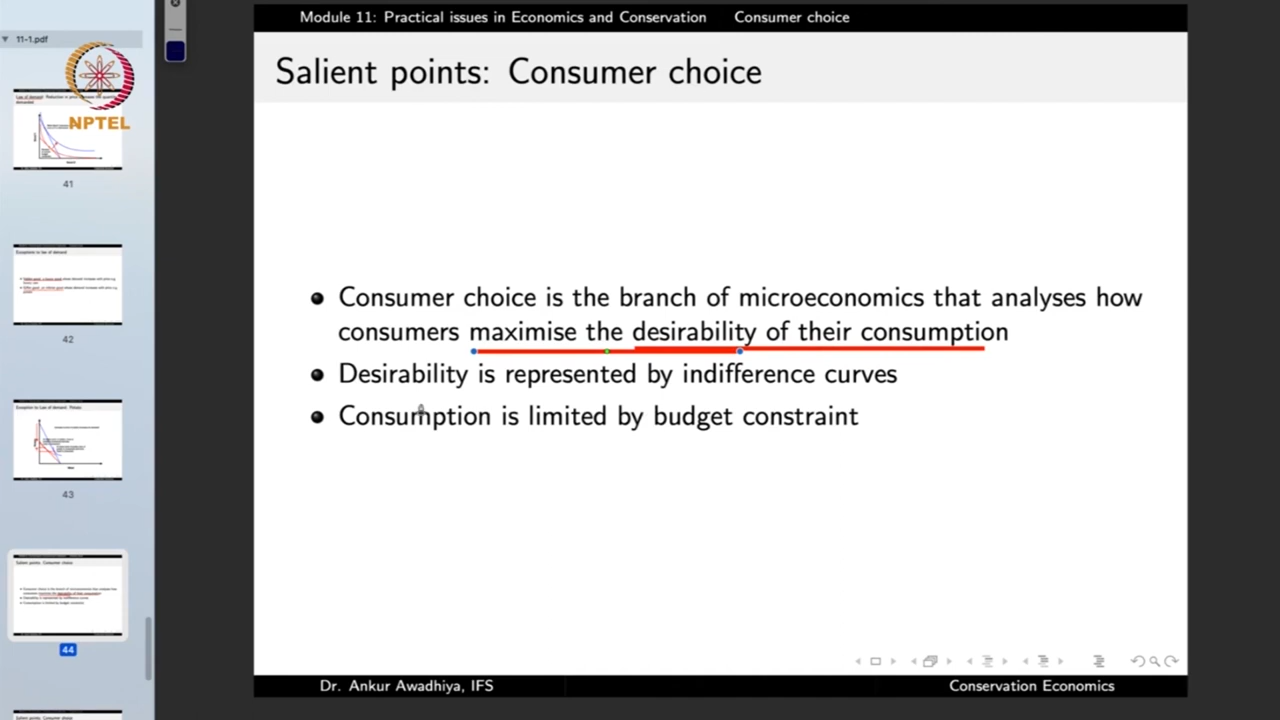 Module 11: Practical issues in Economics and Conservation Consumer choice
11-1.pdf
NPTEL
Salient points: Consumer choice
41
42
43
44
Consumer choice is the branch of microeconomics that analyses how
consumers maximise the desirability of their consumption
Desirability is represented by indifference curves
Consumption is limited by budget constraint
Dr. Ankur Awadhiya, IFS
Conservation Economics